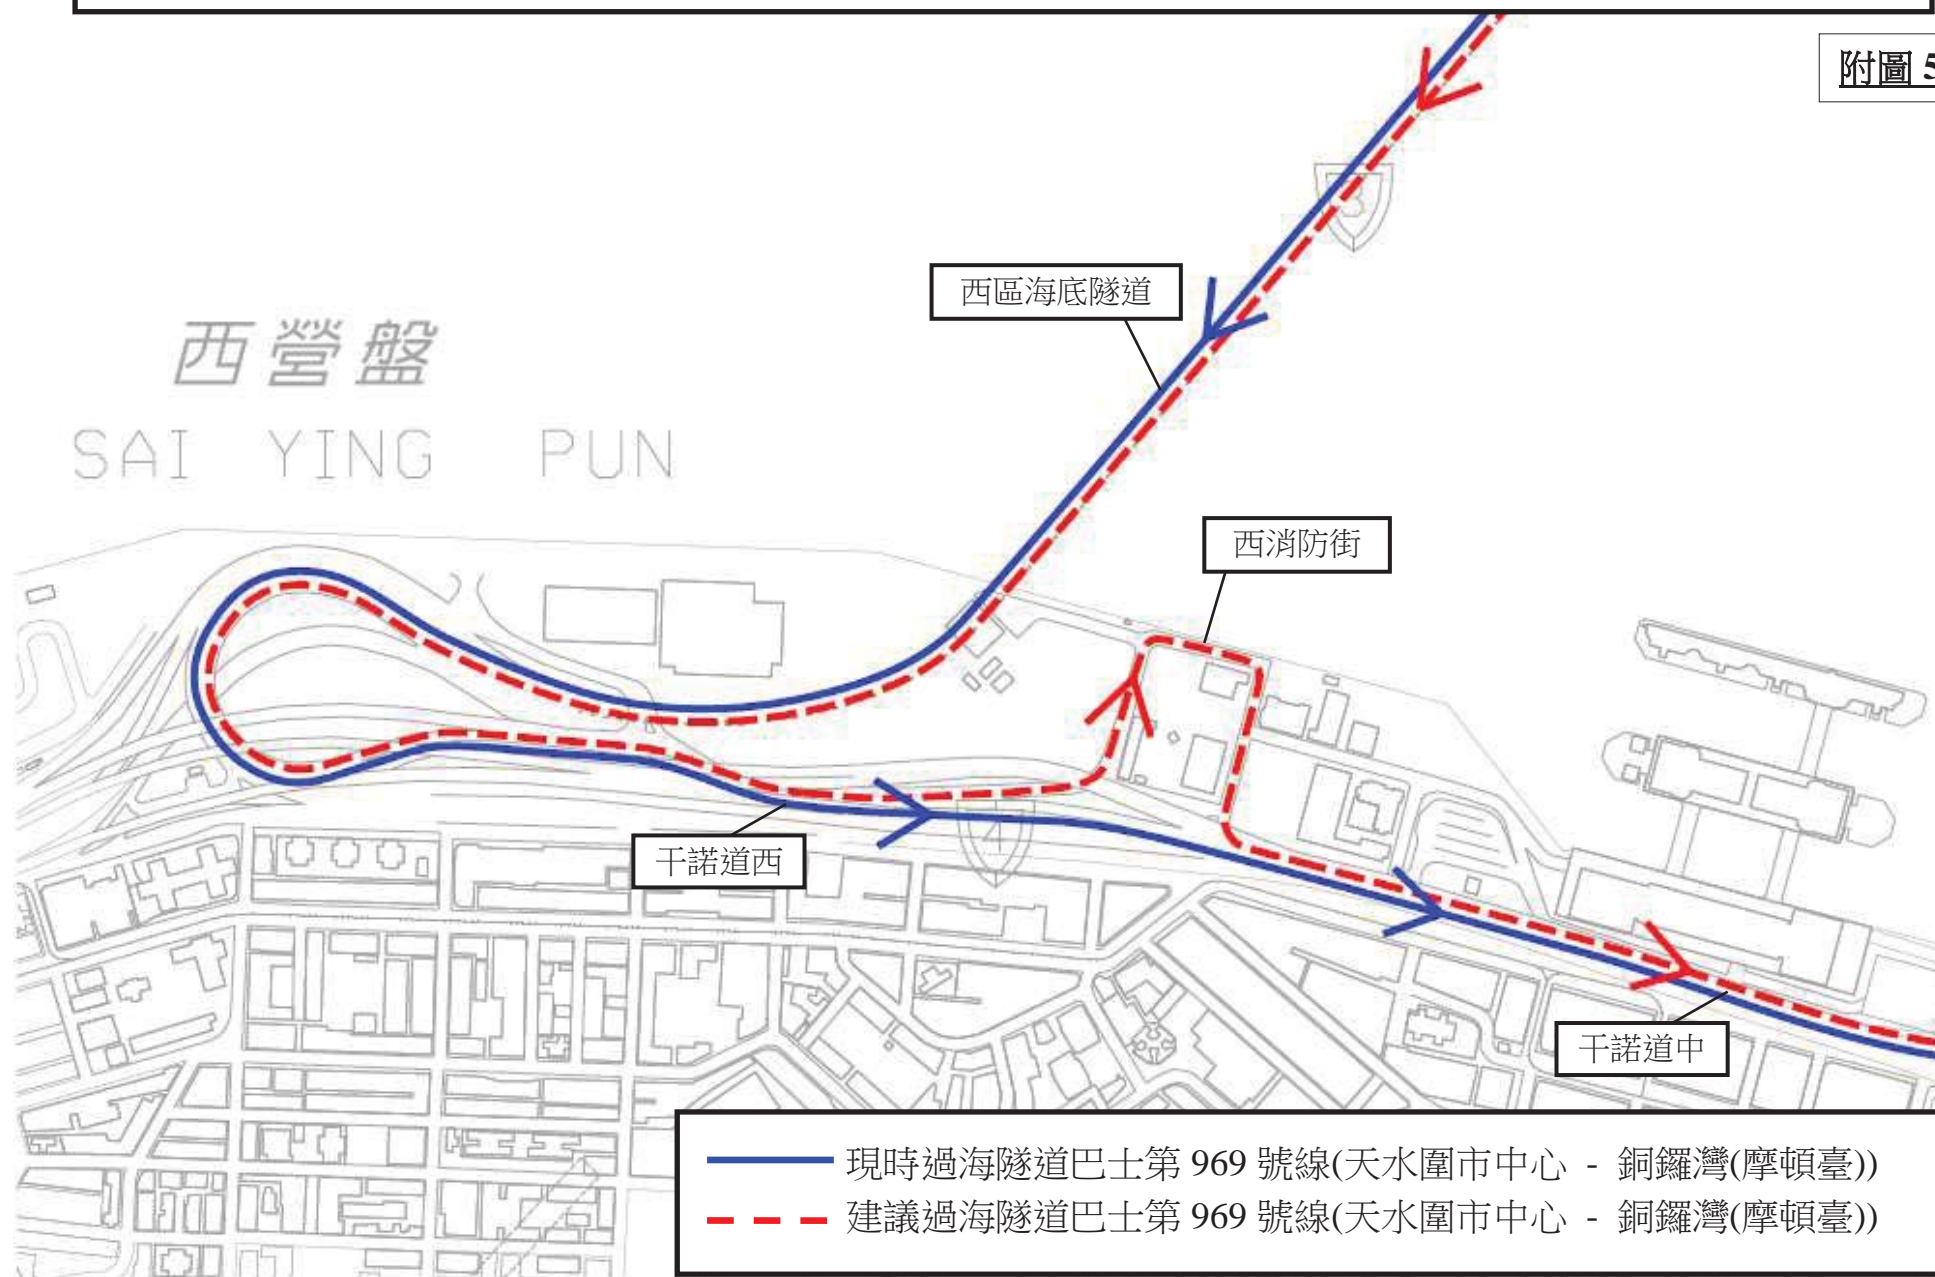 附圖 5
3
西區海底隧道
西營盤
SAI YING PUN
西消防街
4
干諾道西
干諾道中
現時過海隧道巴士第 969 號線(天水圍市中心 - 銅鑼灣(摩頓臺))
建議過海隧道巴士第 969 號線(天水圍市中心 - 銅鑼灣(摩頓臺))